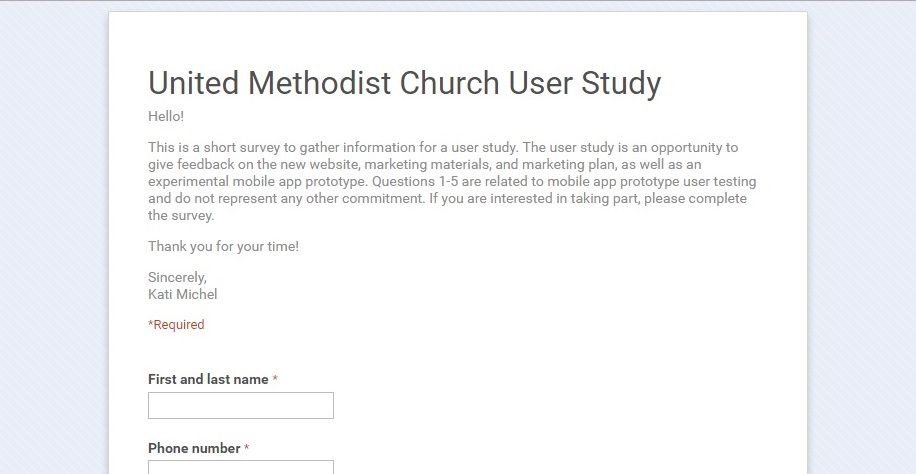 United Methodist Church User Study
Hello!
This is a short survey to gather information for a user study. The user study is an opportunity to
give feedback on the new website, marketing materials, and marketing plan, as well as an
experimental mobile app prototype. Questions 1-5 are related to mobile app prototype user testing
and do not represent any other commitment. If you are interested in taking part, please complete
the survey.
Thank you for your time!
Sincerely,
Kati Michel
*Required
First and last name *
Phone number *